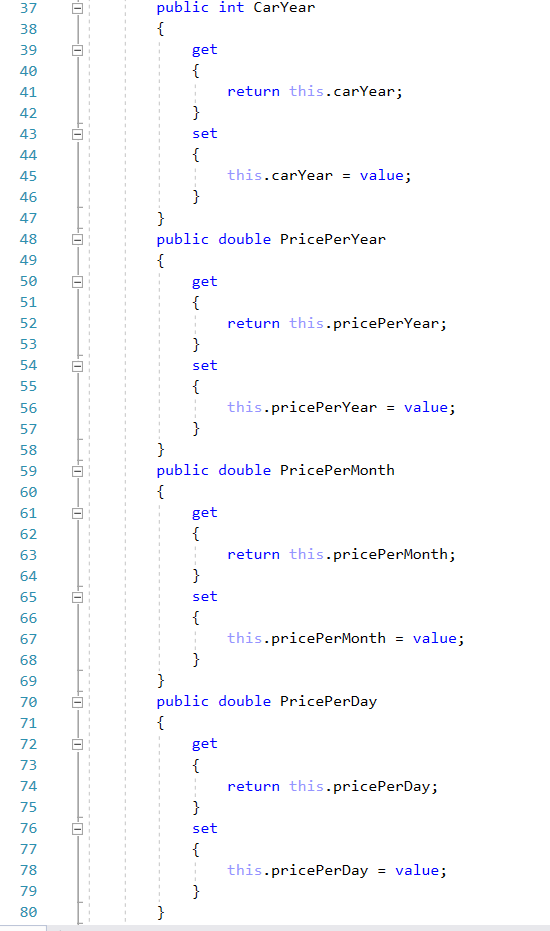 37 public int CarYear
38 {
39 get
40 {
41 return this.carYear;
42 }
43 set
44 {
45 this.carYear = value;
46 }
47 }
48 public double PricePerYear
49 {
50 get
51 {
52 return this.pricePerYear;
53 }
54 set
55 {
56 this.pricePerYear = value;
57 }
58 }
59 public double PricePerMonth
60 {
61 get
62 {
63 return this.pricePerMonth;
64 }
65 set
66 {
67 this.pricePerMonth = value;
68 }
69 }
70 public double PricePerDay
71 {
72 get
73 {
74 return this.pricePerDay;
75 }
76 set
77 {
78 this.pricePerDay = value;
79 }
80 }